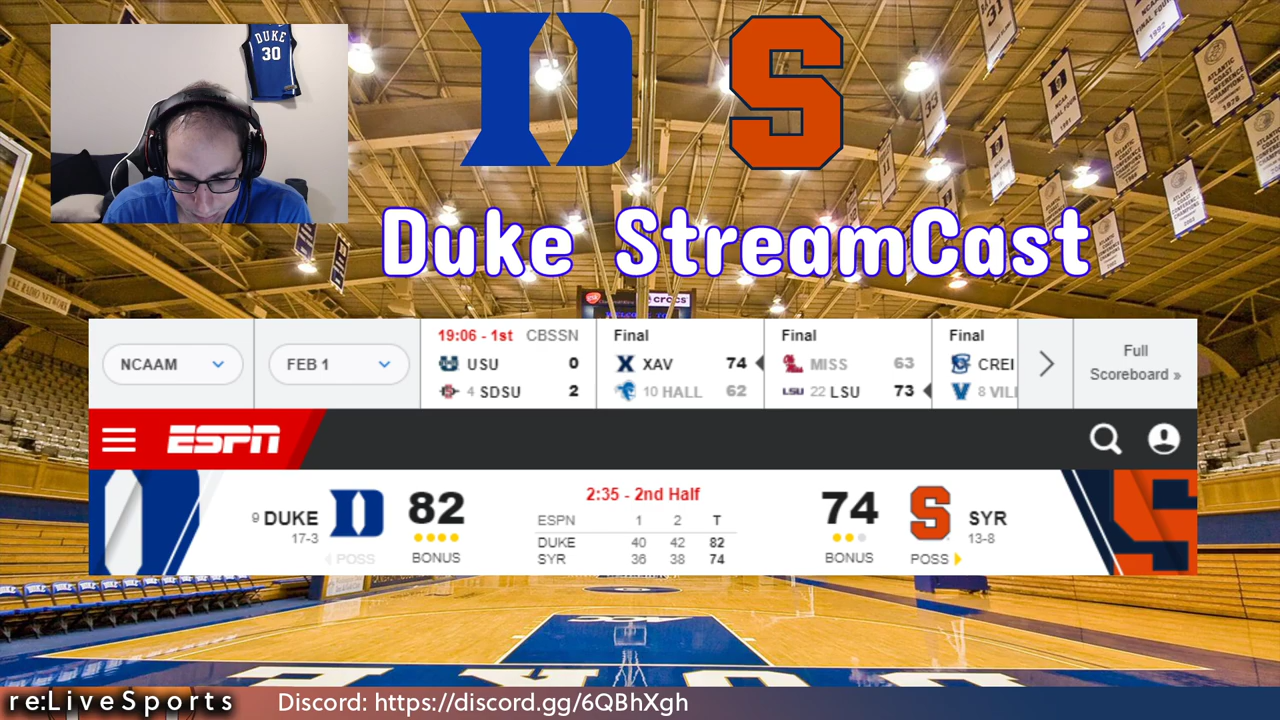 DUKE
30
Duke StreamCast
crocs
NCAAM
FEB 1
19:06 - 1st CBSSN
USU 0
4 SDSU 2
Final
XAV 74
10 HALL 62
Final
MISS 63
LSU 22 LSU 73
Final
CREI
8 VILL
Full
Scoreboard »
ESPN
9 DUKE
17-3
82
BONUS
POSS
2:35 - 2nd Half
ESPN 1 2 T
DUKE 40 42 82
SYR 36 38 74
74
BONUS
SYR
13-8
POSS
ACC
re:LiveSports
Discord: https://discord.gg/6QBhXgh